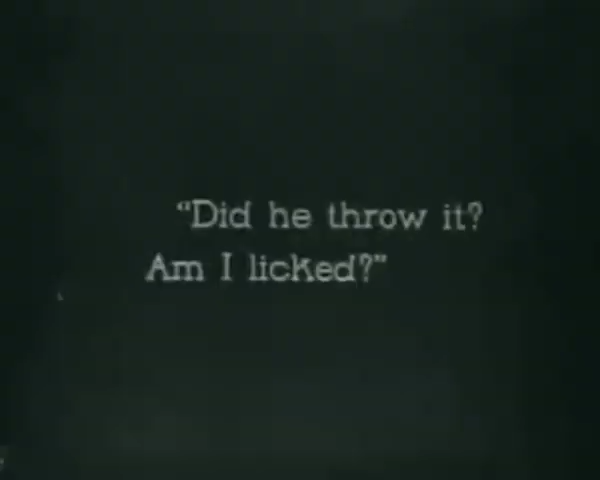 “Did he throw it?
Am I licked?”